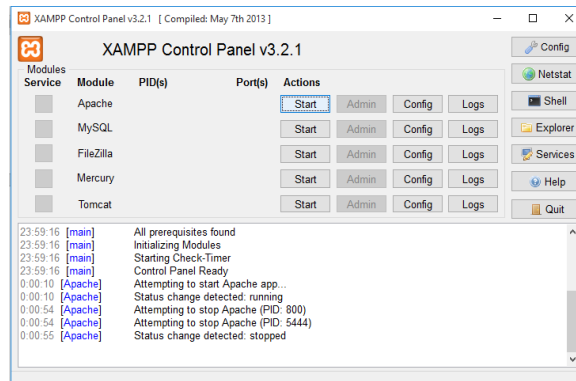 XAMPP Control Panel v3.2.1 [ Compiled: May 7th 2013 ]
XAMPP Control Panel v3.2.1
Config
Modules
Service Module PID(s) Port(s) Actions
Netstat
Apache Start Admin Config Logs
Shell
MySQL Start Admin Config Logs
Explorer
FileZilla Start Admin Config Logs
Services
Mercury Start Admin Config Logs
Help
Tomcat Start Admin Config Logs
Quit
23:59:16 [main] All prerequisites found
23:59:16 [main] Initializing Modules
23:59:16 [main] Starting Check-Timer
23:59:16 [main] Control Panel Ready
0:00:10 [Apache] Attempting to start Apache app...
0:00:10 [Apache] Status change detected: running
0:00:54 [Apache] Attempting to stop Apache (PID: 800)
0:00:54 [Apache] Attempting to stop Apache (PID: 5444)
0:00:55 [Apache] Status change detected: stopped